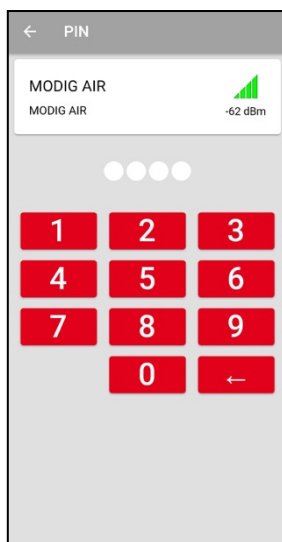 ← PIN
MODIG AIR
MODIG AIR
-62 dBm
1 2 3
4 5 6
7 8 9
0 ←